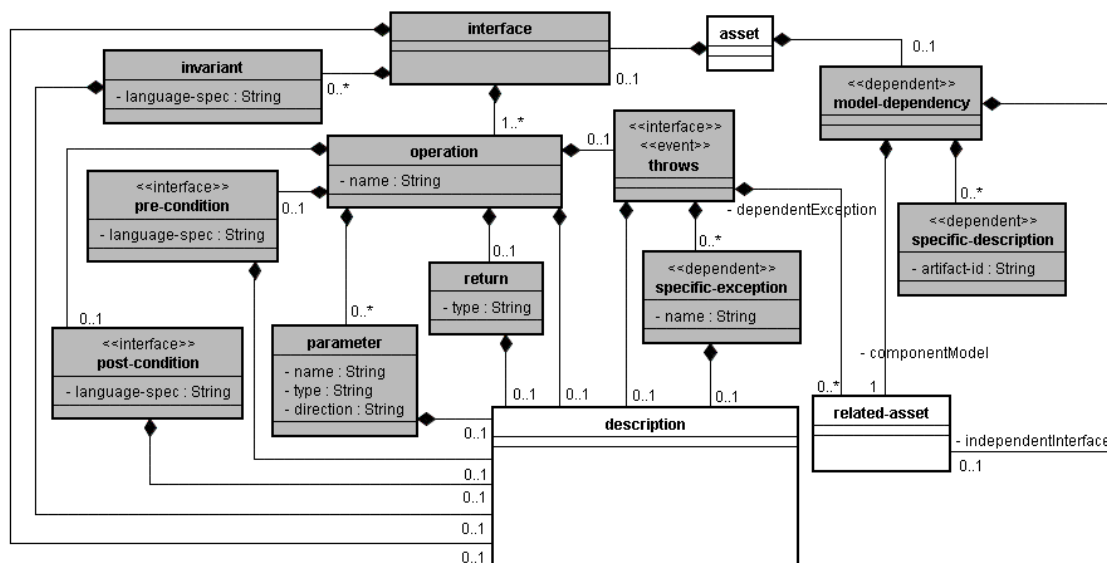 interface
asset
0..1
invariant
- language-spec : String
0..*
0..1
<<dependent>>
model-dependency
1..*
operation
- name : String
0..1
<<interface>>
<<event>>
throws
<<interface>>
pre-condition
- language-spec : String
0..1
- dependentException
0..*
<<dependent>>
specific-description
- artifact-id : String
0..1
return
- type : String
0..*
<<dependent>>
specific-exception
- name : String
0..1
<<interface>>
post-condition
- language-spec : String
0..*
parameter
- name : String
- type : String
- direction : String
- componentModel
0..*
1
related-asset
0..1
0..1
0..1
0..1
description
0..1
- independentInterface
0..1
0..1
0..1
0..1
0..1